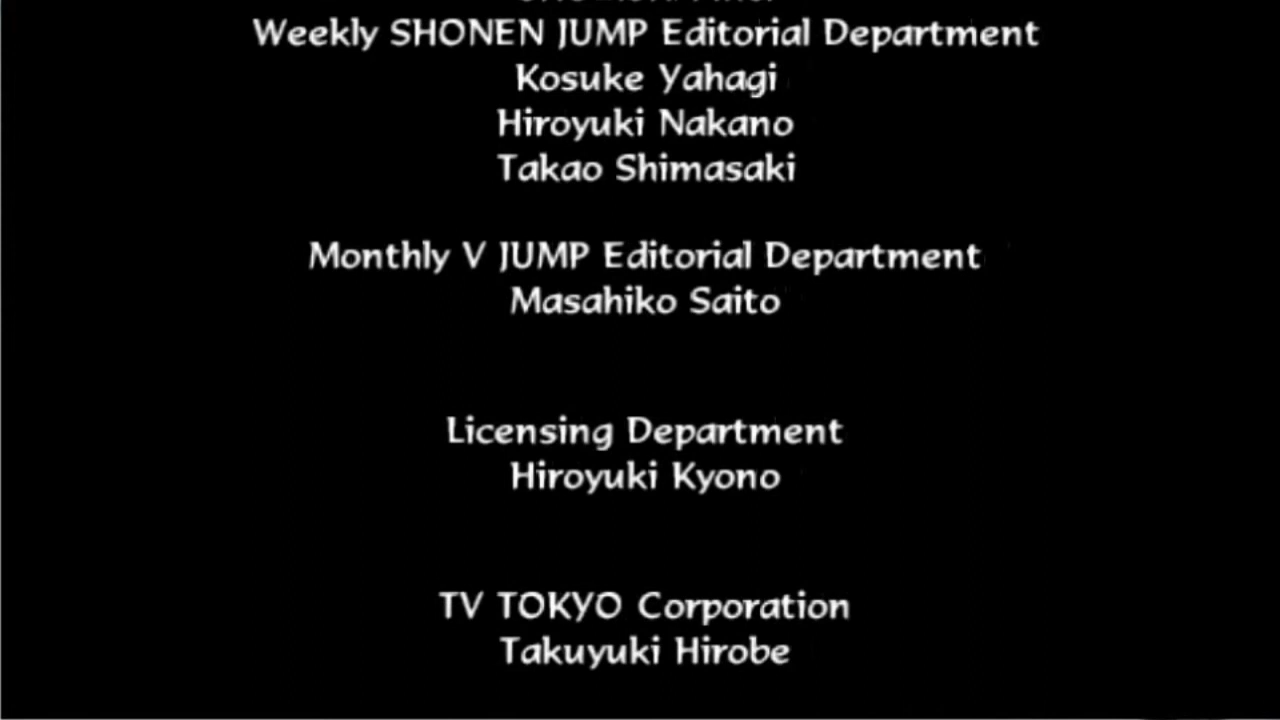 Weekly SHONEN JUMP Editorial Department
Kosuke Yahagi
Hiroyuki Nakano
Takao Shimasaki
Monthly V JUMP Editorial Department
Masahiko Saito
Licensing Department
Hiroyuki Kyono
TV TOKYO Corporation
Takuyuki Hirobe